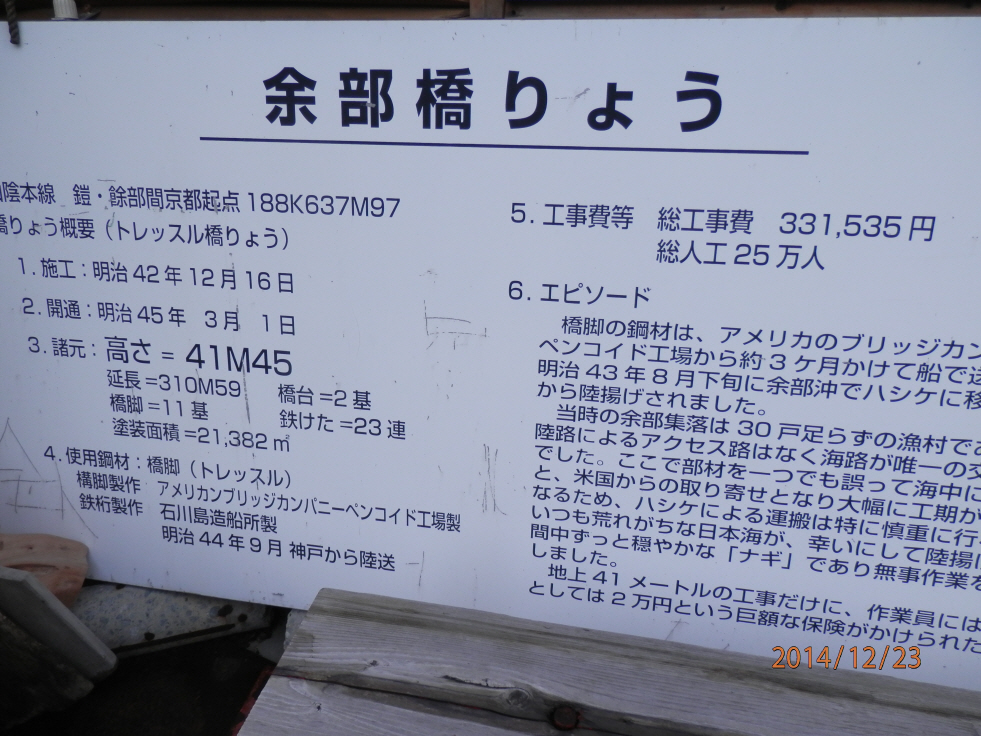 余部橋りょう
陰本線 鎧・餘部間京都起点188K637M97
橋りょう概要（トレッスル橋りょう）
1. 施工：明治42年12月16日
2. 開通：明治45年 3月 1日
3. 諸元：高さ = 41M45
延長=310M59 橋台=2基
橋脚=11基 鉄けた=23連
塗装面積=21,382㎡
4. 使用鋼材：橋脚（トレッスル）
構脚製作 アメリカンブリッジカンパニーペンコイド工場製
鉄桁製作 石川島造船所製
明治44年9月 神戸から陸送
5. 工事費等 総工事費 331,535円
総人工25万人
6. エピソード
橋脚の鋼材は、アメリカのブリッジカン
ペンコイド工場から約3ケ月かけて船で送
明治43年8月下旬に余部沖でハシケに移
から陸揚げされました。
当時の余部集落は30戸足らずの漁村であ
陸路によるアクセス路はなく海路が唯一の交
でした。ここで部材を一つでも誤って海中に
と、米国からの取り寄せとなり大幅に工期が
なるため、ハシケによる運搬は特に慎重に行
いつも荒れがちな日本海が、幸いにして陸揚げ
間中ずっと穏やかな「ナギ」であり無事作業を
しました。
地上41メートルの工事だけに、作業員には
としては2万円という巨額な保険がかけられた
2014/12/23